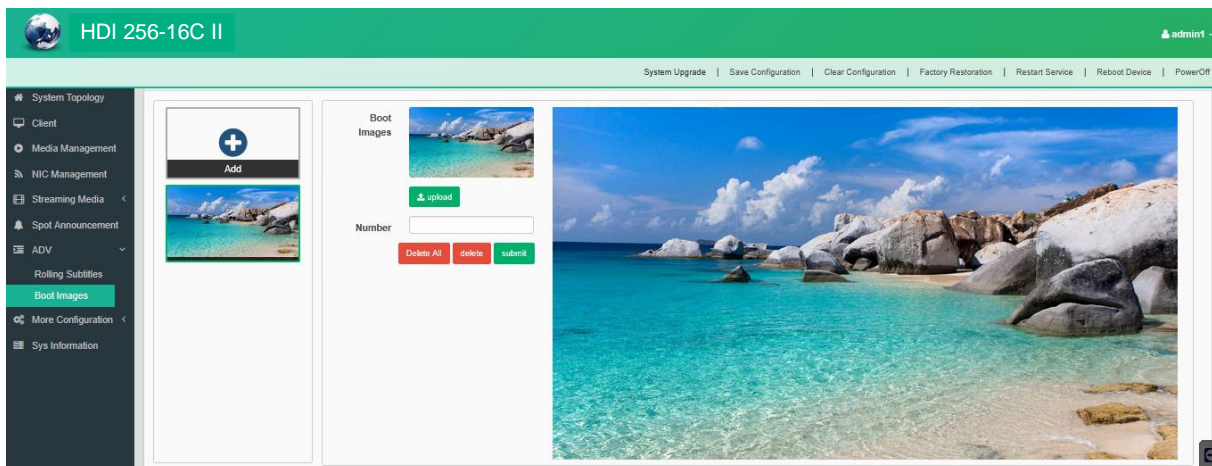 HDI 256-16C II
admin1
System Upgrade | Save Configuration | Clear Configuration | Factory Restoration | Restart Service | Reboot Device | PowerOff
System Topology
Client
Media Management
NIC Management
Streaming Media
Spot Announcement
ADV
Rolling Subtitles
Boot Images
More Configuration
Sys Information
Add
Boot
Images
upload
Number
Delete All delete submit